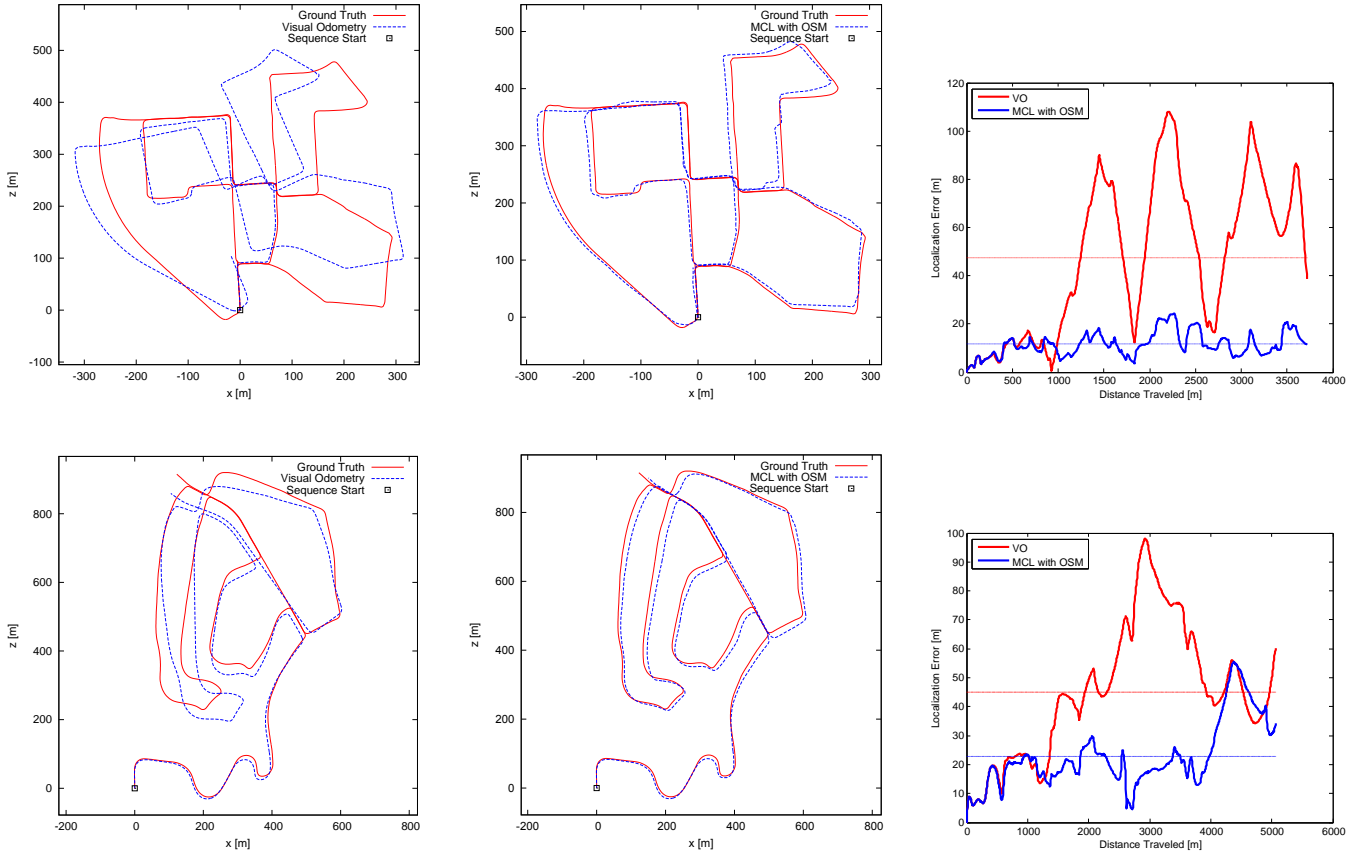 Ground Truth
Visual Odometry
Sequence Start
500
400
300
200
100
0
-100
-300
-200
-100
0
100
200
300
z [m]
x [m]
Ground Truth
MCL with OSM
Sequence Start
500
400
300
200
100
0
-300
-200
-100
0
100
200
300
z [m]
x [m]
VO
MCL with OSM
120
100
80
60
40
20
0
0
500
1000
1500
2000
2500
3000
3500
4000
Localization Error [m]
Distance Traveled [m]
Ground Truth
Visual Odometry
Sequence Start
800
600
400
200
0
-200
0
200
400
600
800
z [m]
x [m]
Ground Truth
MCL with OSM
Sequence Start
800
600
400
200
0
-200
0
200
400
600
800
z [m]
x [m]
VO
MCL with OSM
100
90
80
70
60
50
40
30
20
10
0
0
1000
2000
3000
4000
5000
6000
Localization Error [m]
Distance Traveled [m]